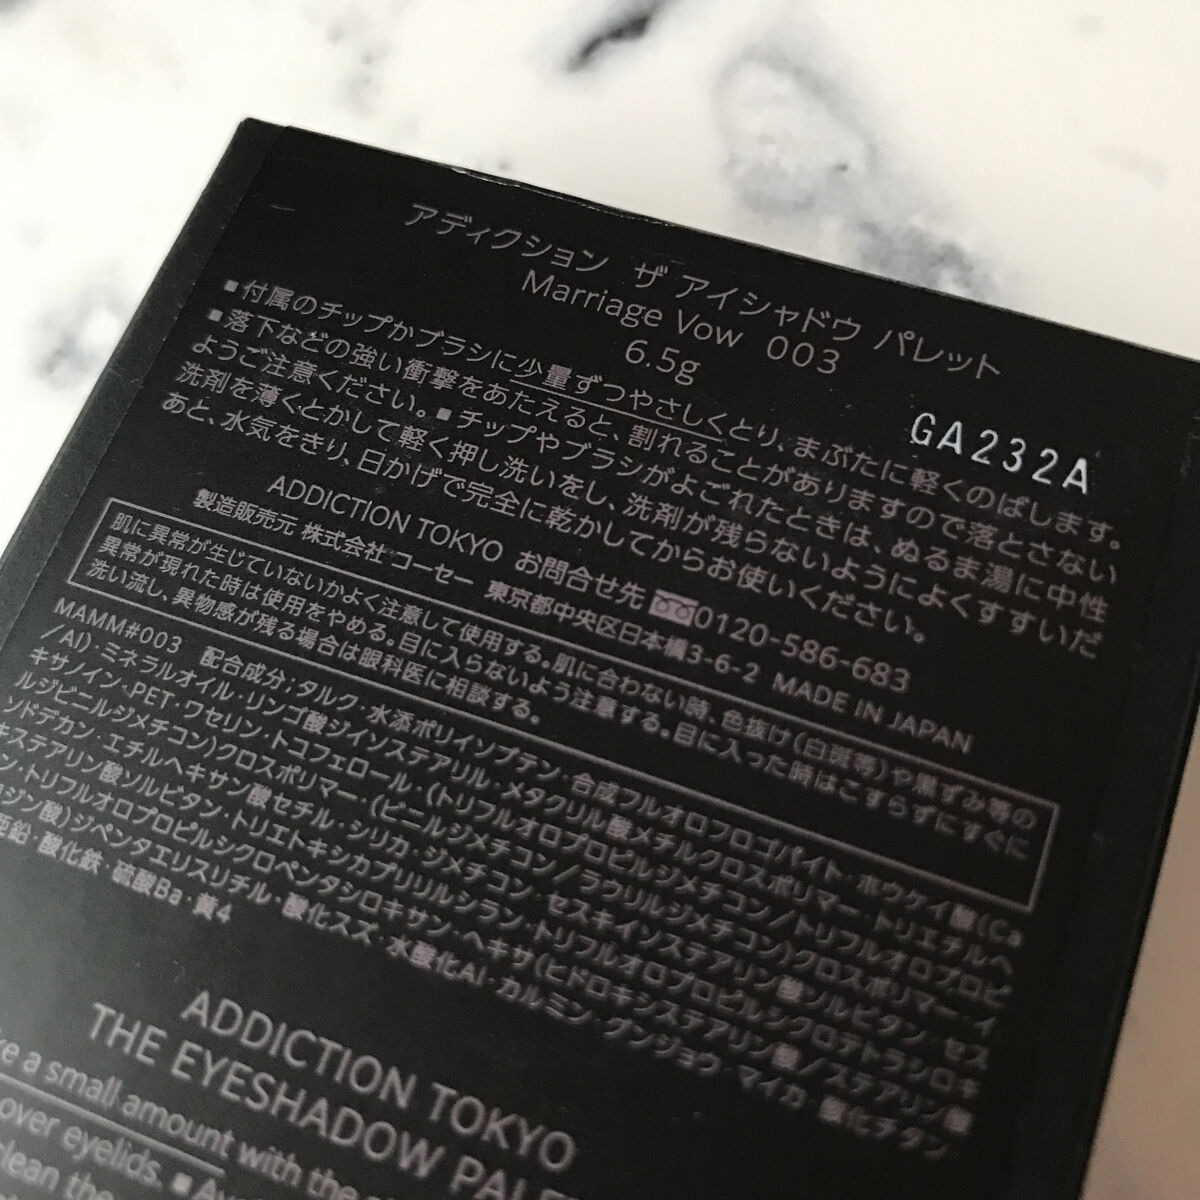 アディクション ザ アイシャドウ パレット
Marriage Vow 003
6.5g
GA232A
■付属のチップかブラシに少量ずつやさしくとり、まぶたに軽くのばします。
■落下などの強い衝撃をあたえると、割れることがありますので落とさない
ようご注意ください。■チップやブラシがよごれたときは、ぬるま湯に中性
洗剤を薄くとかして軽く押し洗いをし、洗剤が残らないようによくすすいだ
あと、水気をきり、日かげで完全に乾かしてからお使いください。
ADDICTION TOKYO お問合せ先 0120-586-683
製造販売元 株式会社コーセー 東京都中央区日本橋3-6-2 MADE IN JAPAN
肌に異常が生じていないかよく注意して使用する。肌に合わない時、色抜け(白斑等)や黒ずみ等の
異常が現れた時は使用をやめる。目に入らないよう注意する。目に入った時はこすらずにすぐに
洗い流し、異物感が残る場合は眼科医に相談する。
MAMM#003 配合成分:タルク・水添ポリイソブテン・合成フルオロフロゴパイト・ホウケイ酸(Ca
/Al)・ミネラルオイル・リンゴ酸ジイソステアリル・メタクリル酸メチルクロスポリマー・トリエチルヘ
キサノイン・PET・ワセリン・トコフェロール・(トリフルオロプロピルジメチコン/トリフルオロプロピ
ルジビニルジメチコン)クロスポリマー・(ビニルジメチコン/ラウリルジメチコン)クロスポリマー・イ
ソドデカン・エチルヘキサン酸セチル・シリカ・ジメチコン・セスキイソステアリン酸ソルビタン・セス
キステアリン酸ソルビタン・トリエトキシカプリリルシラン・トリフルオロプロピルシクロテトラシロキ
ン・トリフルオロプロピルシクロペンタシロキサン・ヘキサ(ヒドロキシステアリン酸/ステアリン酸
ロジン酸)ジペンタエリスリチル・酸化スズ・水酸化Al・カルミン・グンジョウ・マイカ・酸化チタン・
亜鉛・酸化鉄・硫酸Ba・黄4
ADDICTION TOKYO
THE EYESHADOW PALE
a small amount with the
over eyelids. ■
clean the